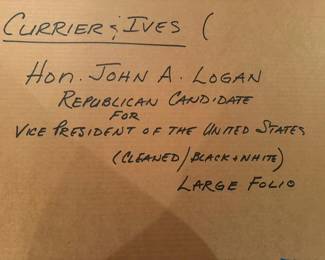 CURRIER & IVES (
HON. JOHN A. LOGAN
REPUBLICAN CANDIDATE
FOR
VICE PRESIDENT OF THE UNITED STATES
(CLEANED/BLACK+WHITE)
LARGE FOLIO